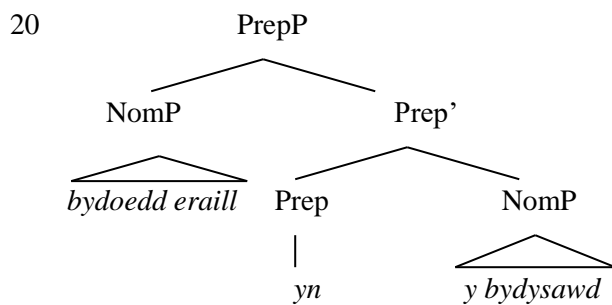 20 PrepP
NomP Prep’
bydoedd eraill Prep NomP
yn y bydysawd